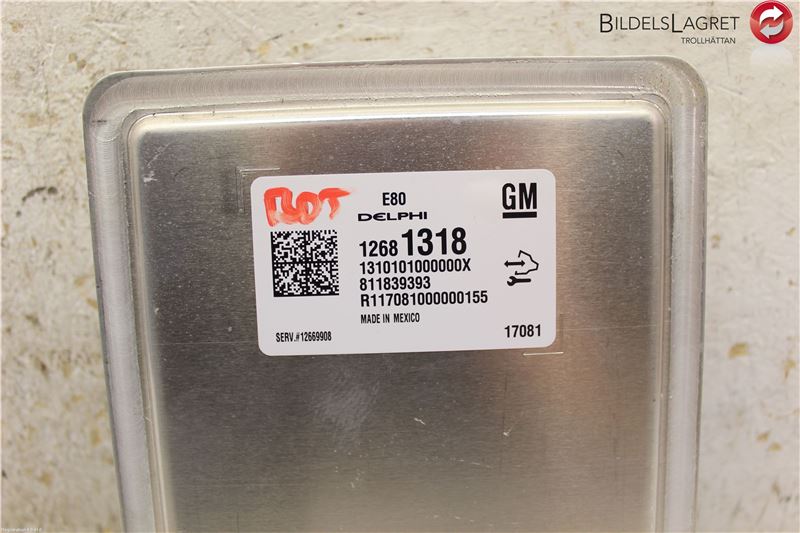 BILDELSLAGRET
TROLLHÄTTAN
E80
DELPHI
GM
1268 1318
1310101000000X
811839393
R117081000000155
MADE IN MEXICO
SERV.#12669908
17081